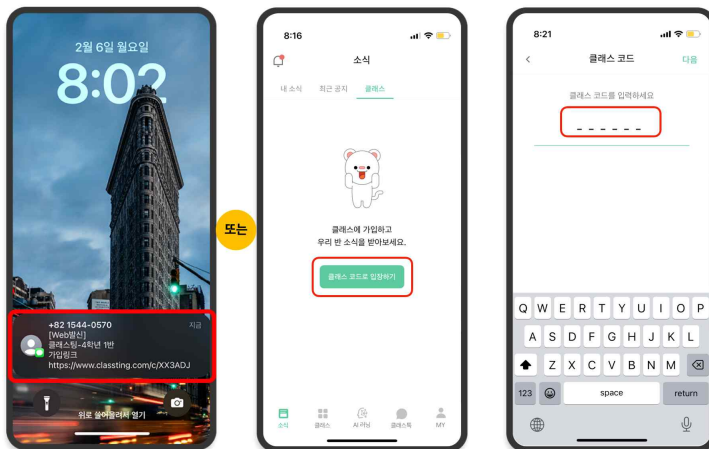 2월 6일 월요일
8:02
+82 1544-0570
지금
[Web발신]
클래스팅-4학년 1반
가입링크
https://www.classting.com/c/XX3ADJ
위로 쓸어올려서 열기
또는
8:16
소식
내 소식 최근 공지 클래스
클래스에 가입하고
우리 반 소식을 받아보세요.
클래스 코드로 입장하기
소식 클래스 AI 러닝 클래스톡 MY
8:21
클래스 코드 다음
클래스 코드를 입력하세요
Q W E R T Y U I O P
A S D F G H J K L
Z X C V B N M
123 space return